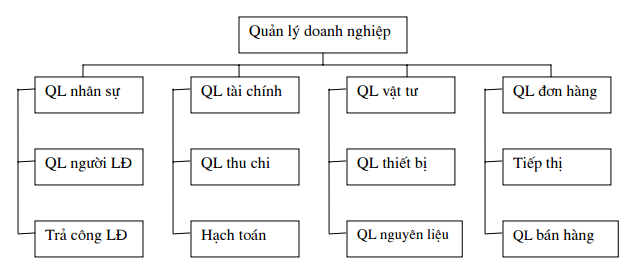 Quản lý doanh nghiệp
QL nhân sự
QL tài chính
QL vật tư
QL đơn hàng
QL người LĐ
QL thu chi
QL thiết bị
Tiếp thị
Trả công LĐ
Hạch toán
QL nguyên liệu
QL bán hàng